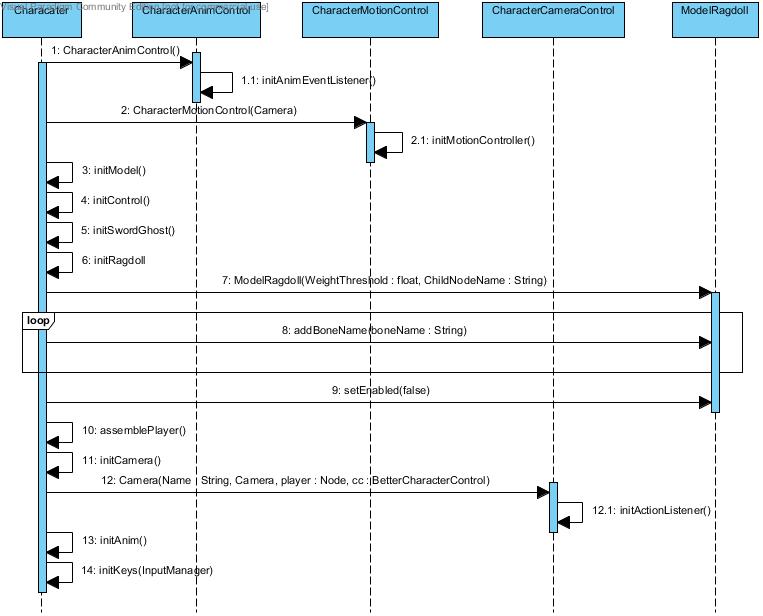 Visual Paradigm Community Edition [not for commercial use]
Characater
CharacterAnimControl
CharacterMotionControl
CharacterCameraControl
ModelRagdoll
1: CharacterAnimControl()
1.1: initAnimEventListener()
2: CharacterMotionControl(Camera)
2.1: initMotionController()
3: initModel()
4: initControl()
5: initSwordGhost()
6: initRagdoll
7: ModelRagdoll(WeightThreshold : float, ChildNodeName : String)
loop
8: addBoneName(boneName : String)
9: setEnabled(false)
10: assemblePlayer()
11: initCamera()
12: Camera(Name : String, Camera, player : Node, cc : BetterCharacterControl)
12.1: initActionListener()
13: initAnim()
14: initKeys(InputManager)